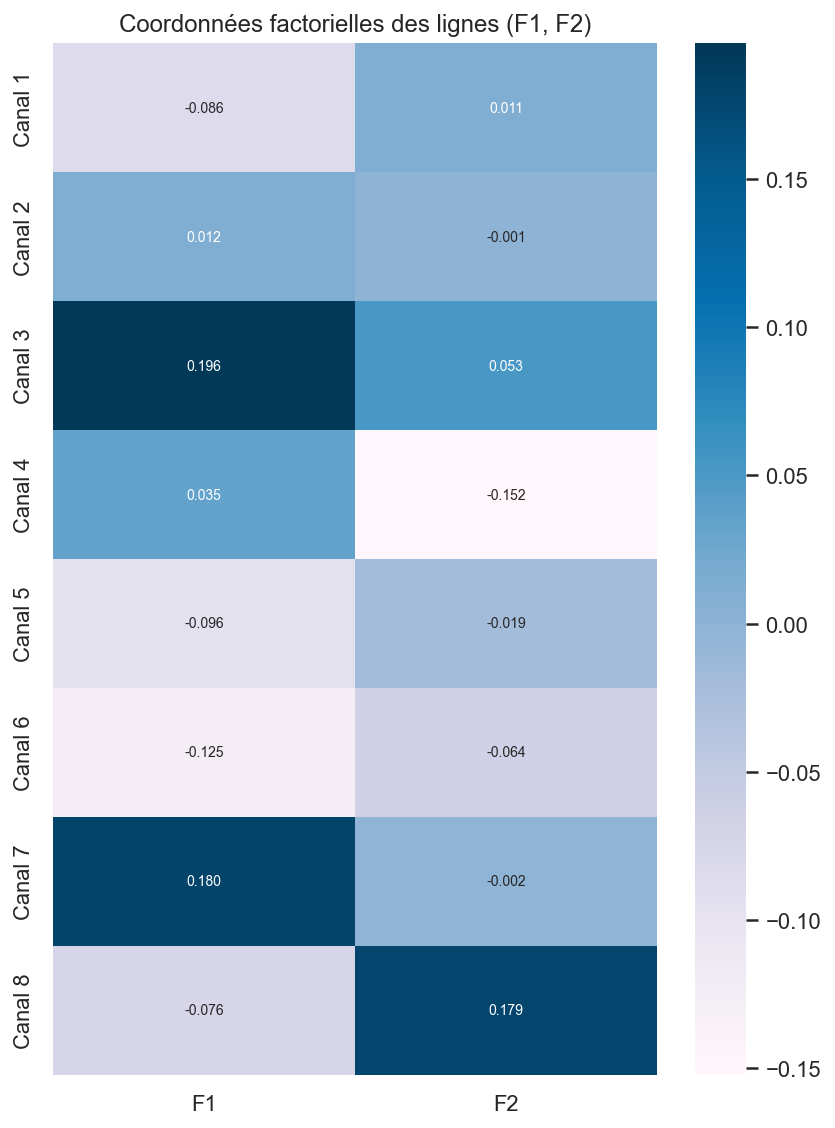 Coordonnées factorielles des lignes (F1, F2)
Canal 1
-0.086
0.011
Canal 2
0.012
-0.001
Canal 3
0.196
0.053
Canal 4
0.035
-0.152
Canal 5
-0.096
-0.019
Canal 6
-0.125
-0.064
Canal 7
0.180
-0.002
Canal 8
-0.076
0.179
F1
F2
0.15
0.10
0.05
0.00
−0.05
−0.10
−0.15